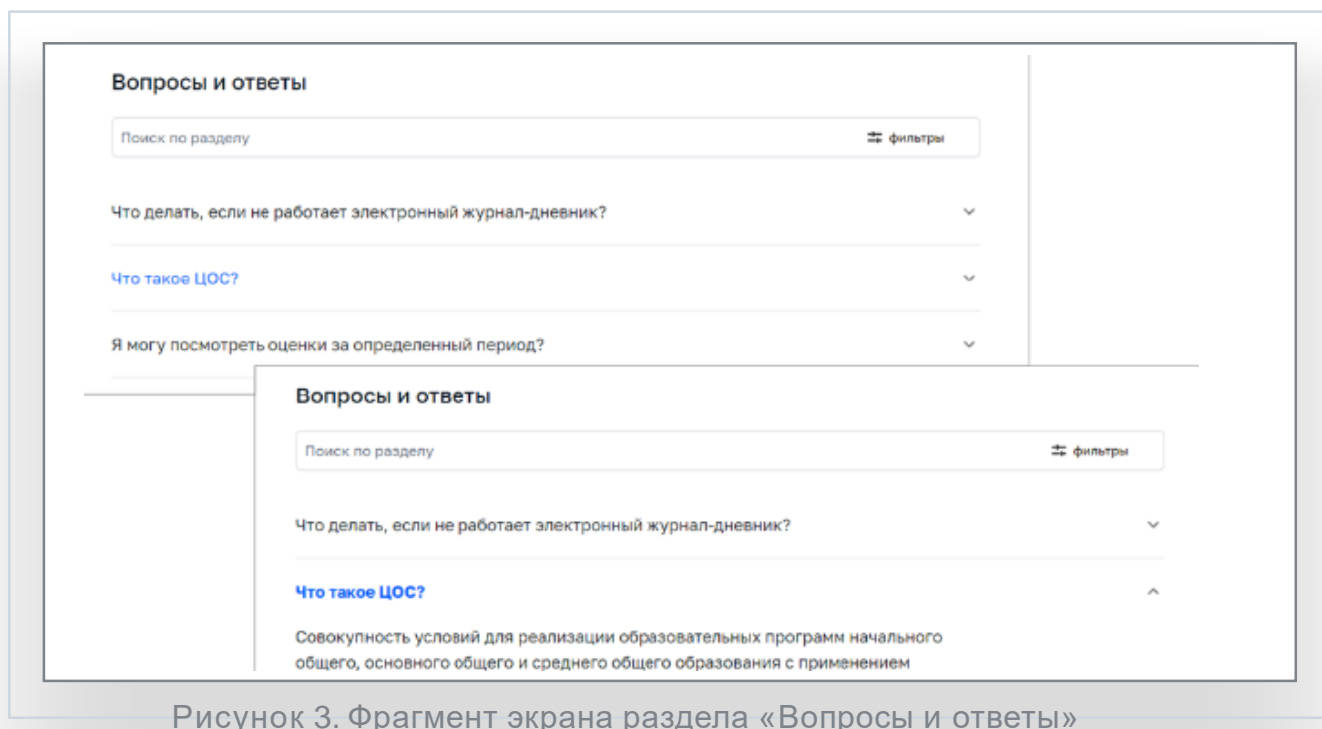 Вопросы и ответы
Поиск по разделу фильтры
Что делать, если не работает электронный журнал-дневник?
Что такое ЦОС?
Я могу посмотреть оценки за определенный период?
Вопросы и ответы
Поиск по разделу фильтры
Что делать, если не работает электронный журнал-дневник?
Что такое ЦОС?
Совокупность условий для реализации образовательных программ начального
общего, основного общего и среднего общего образования с применением
Рисунок 3. Фрагмент экрана раздела «Вопросы и ответы»